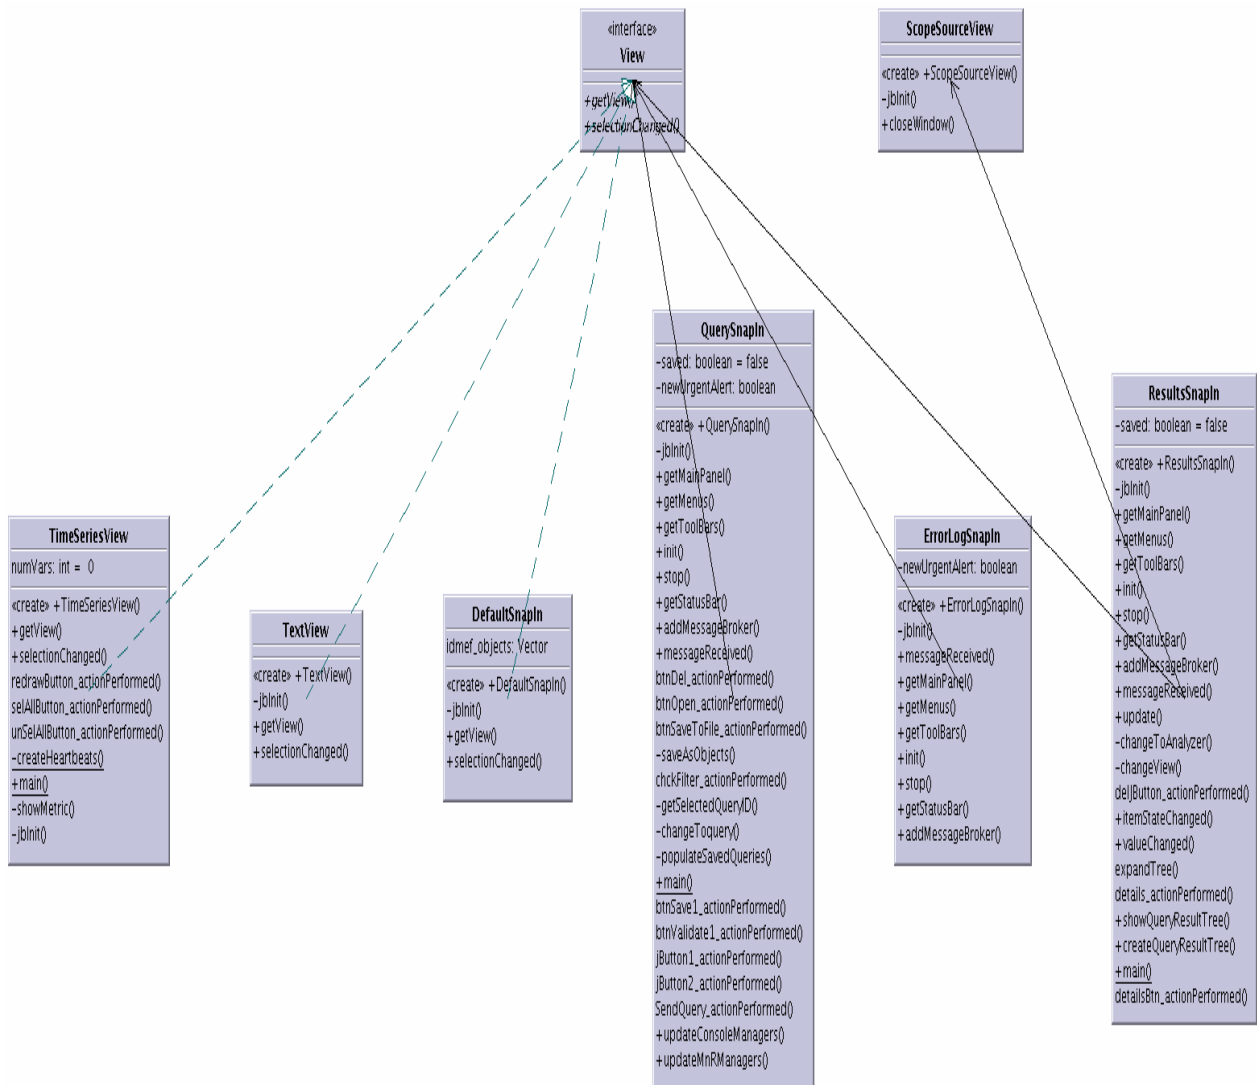 «interface»
View
+getView()
+selectionChanged()
ScopeSourceView
«create» +ScopeSourceView()
-jbInit()
+closeWindow()
QuerySnapIn
-saved: boolean = false
-newUrgentAlert: boolean
«create» +QuerySnapIn()
-jbInit()
+getMainPanel()
+getMenus()
+getToolBars()
+init()
+stop()
+getStatusBar()
+addMessageBroker()
+messageReceived()
btnDel_actionPerformed()
btnOpen_actionPerformed()
btnSaveToFile_actionPerformed()
-saveAsObjects()
chckFilter_actionPerformed()
-getSelectedQueryID()
-changeToquery()
-populateSavedQueries()
+main()
btnSave1_actionPerformed()
btnValidate1_actionPerformed()
jButton1_actionPerformed()
jButton2_actionPerformed()
SendQuery_actionPerformed()
+updateConsoleManagers()
+updateMnRManagers()
ResultsSnapIn
-saved: boolean = false
«create» +ResultsSnapIn()
-jbInit()
+getMainPanel()
+getMenus()
+getToolBars()
+init()
+stop()
+getStatusBar()
+addMessageBroker()
+messageReceived()
+update()
-changeToAnalyzer()
-changeView()
delJButton_actionPerformed()
+itemStateChanged()
+valueChanged()
expandTree()
details_actionPerformed()
+showQueryResultTree()
+createQueryResultTree()
+main()
detailsBtn_actionPerformed()
TimeSeriesView
numVars: int = 0
«create» +TimeSeriesView()
+getView()
+selectionChanged()
redrawButton_actionPerformed()
selAllButton_actionPerformed()
unSelAllButton_actionPerformed()
-createHeartbeats()
+main()
-showMetric()
-jbInit()
TextView
«create» +TextView()
-jbInit()
+getView()
+selectionChanged()
DefaultSnapIn
idmef_objects: Vector
«create» +DefaultSnapIn()
-jbInit()
+getView()
+selectionChanged()
ErrorLogSnapIn
-newUrgentAlert: boolean
«create» +ErrorLogSnapIn()
-jbInit()
+messageReceived()
+getMainPanel()
+getMenus()
+getToolBars()
+init()
+stop()
+getStatusBar()
+addMessageBroker()